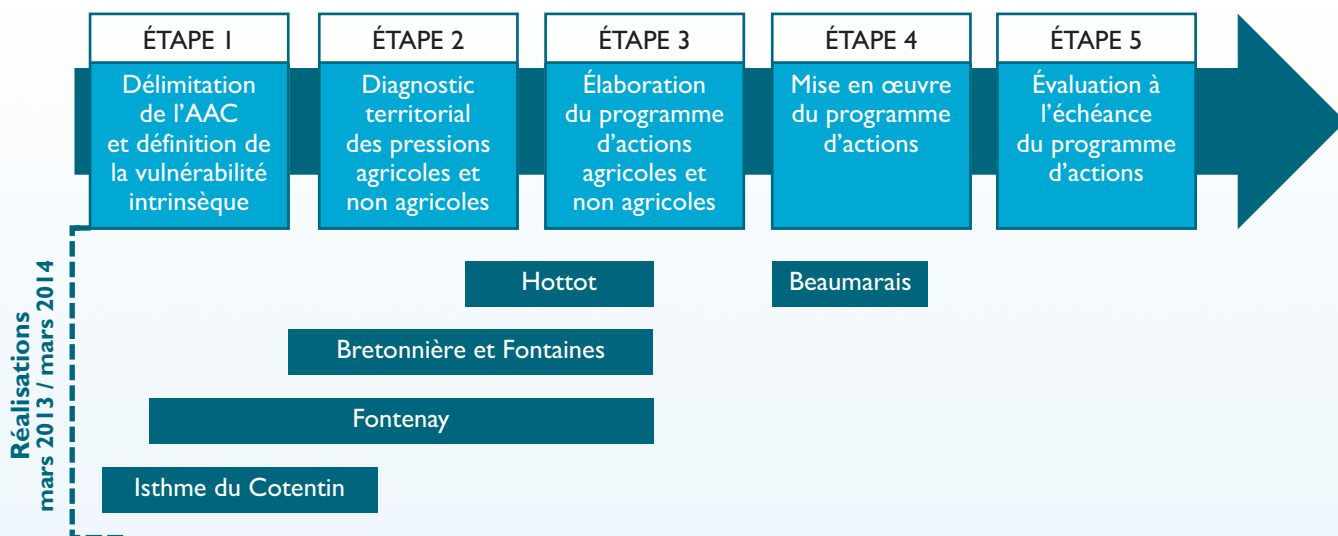 ÉTAPE 1
Délimitation
de l’AAC
et définition de
la vulnérabilité
intrinsèque
ÉTAPE 2
Diagnostic
territorial
des pressions
agricoles et
non agricoles
ÉTAPE 3
Élaboration
du programme
d’actions
agricoles et
non agricoles
ÉTAPE 4
Mise en œuvre
du programme
d’actions
ÉTAPE 5
Évaluation à
l’échéance
du programme
d’actions
Réalisations
mars 2013 / mars 2014
Hottot
Beaumarais
Bretonnière et Fontaines
Fontenay
Isthme du Cotentin